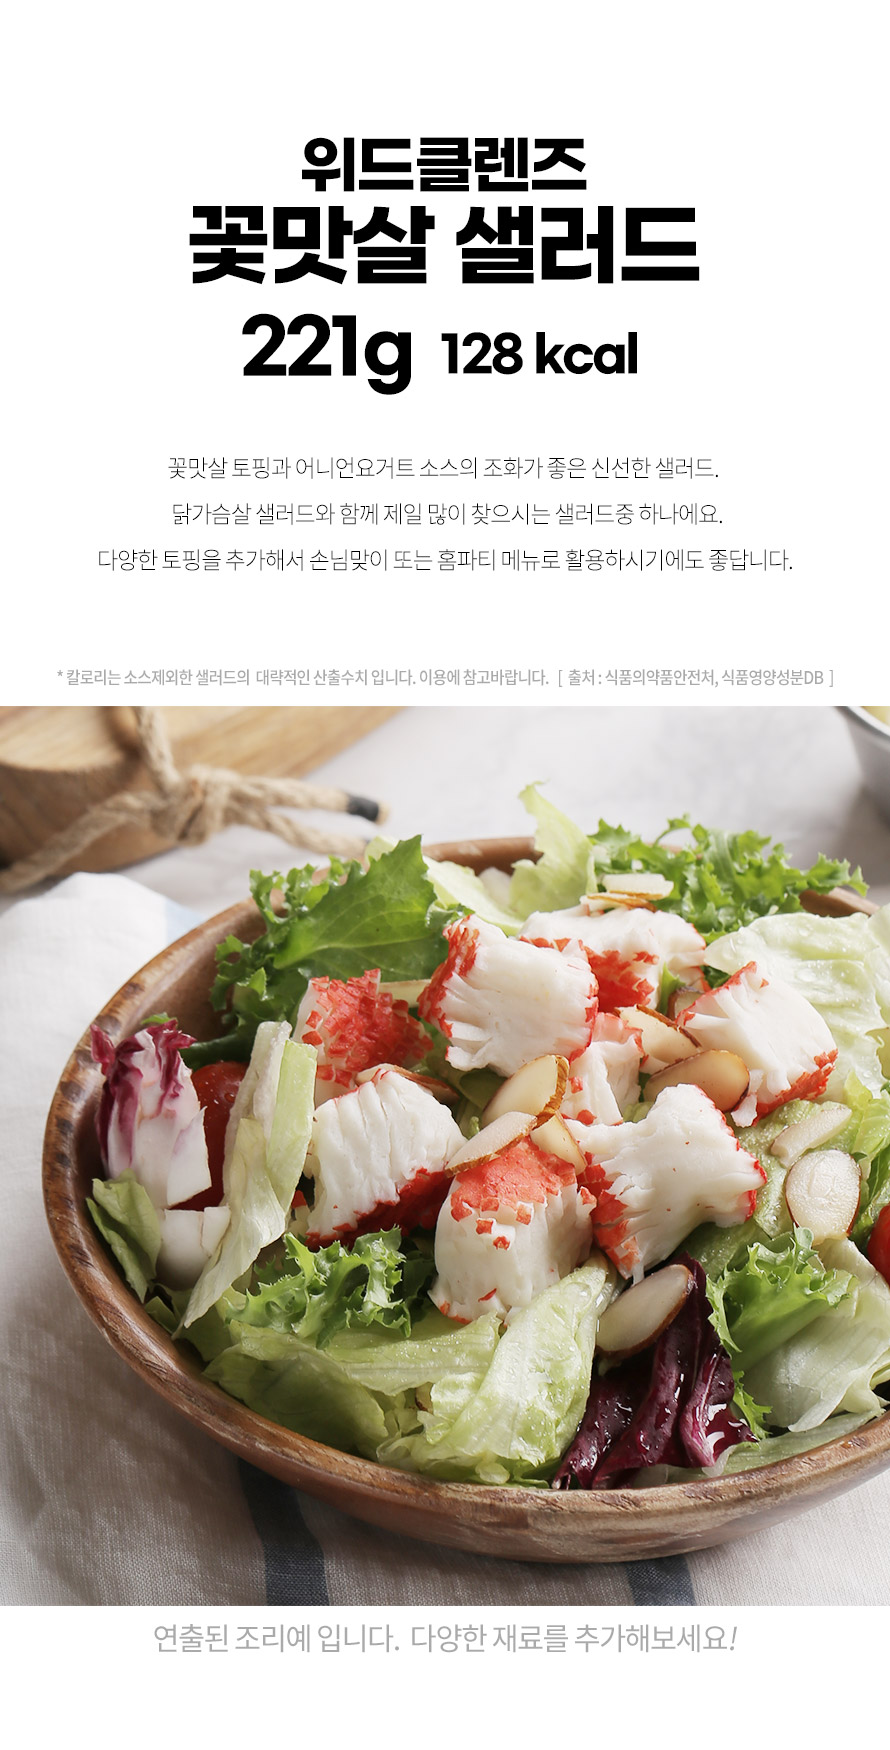 위드클렌즈
꽃맛살 샐러드
221g 128 kcal
꽃맛살 토핑과 어니언요거트 소스의 조화가 좋은 신선한 샐러드.
닭가슴살 샐러드와 함께 제일 많이 찾으시는 샐러드중 하나에요.
다양한 토핑을 추가해서 손님맞이 또는 홈파티 메뉴로 활용하시기에도 좋답니다.
* 칼로리는 소스제외한 샐러드의 대략적인 산출수치 입니다. 이용에 참고바랍니다. [ 출처 : 식품의약품안전처, 식품영양성분DB ]
연출된 조리예 입니다. 다양한 재료를 추가해보세요!